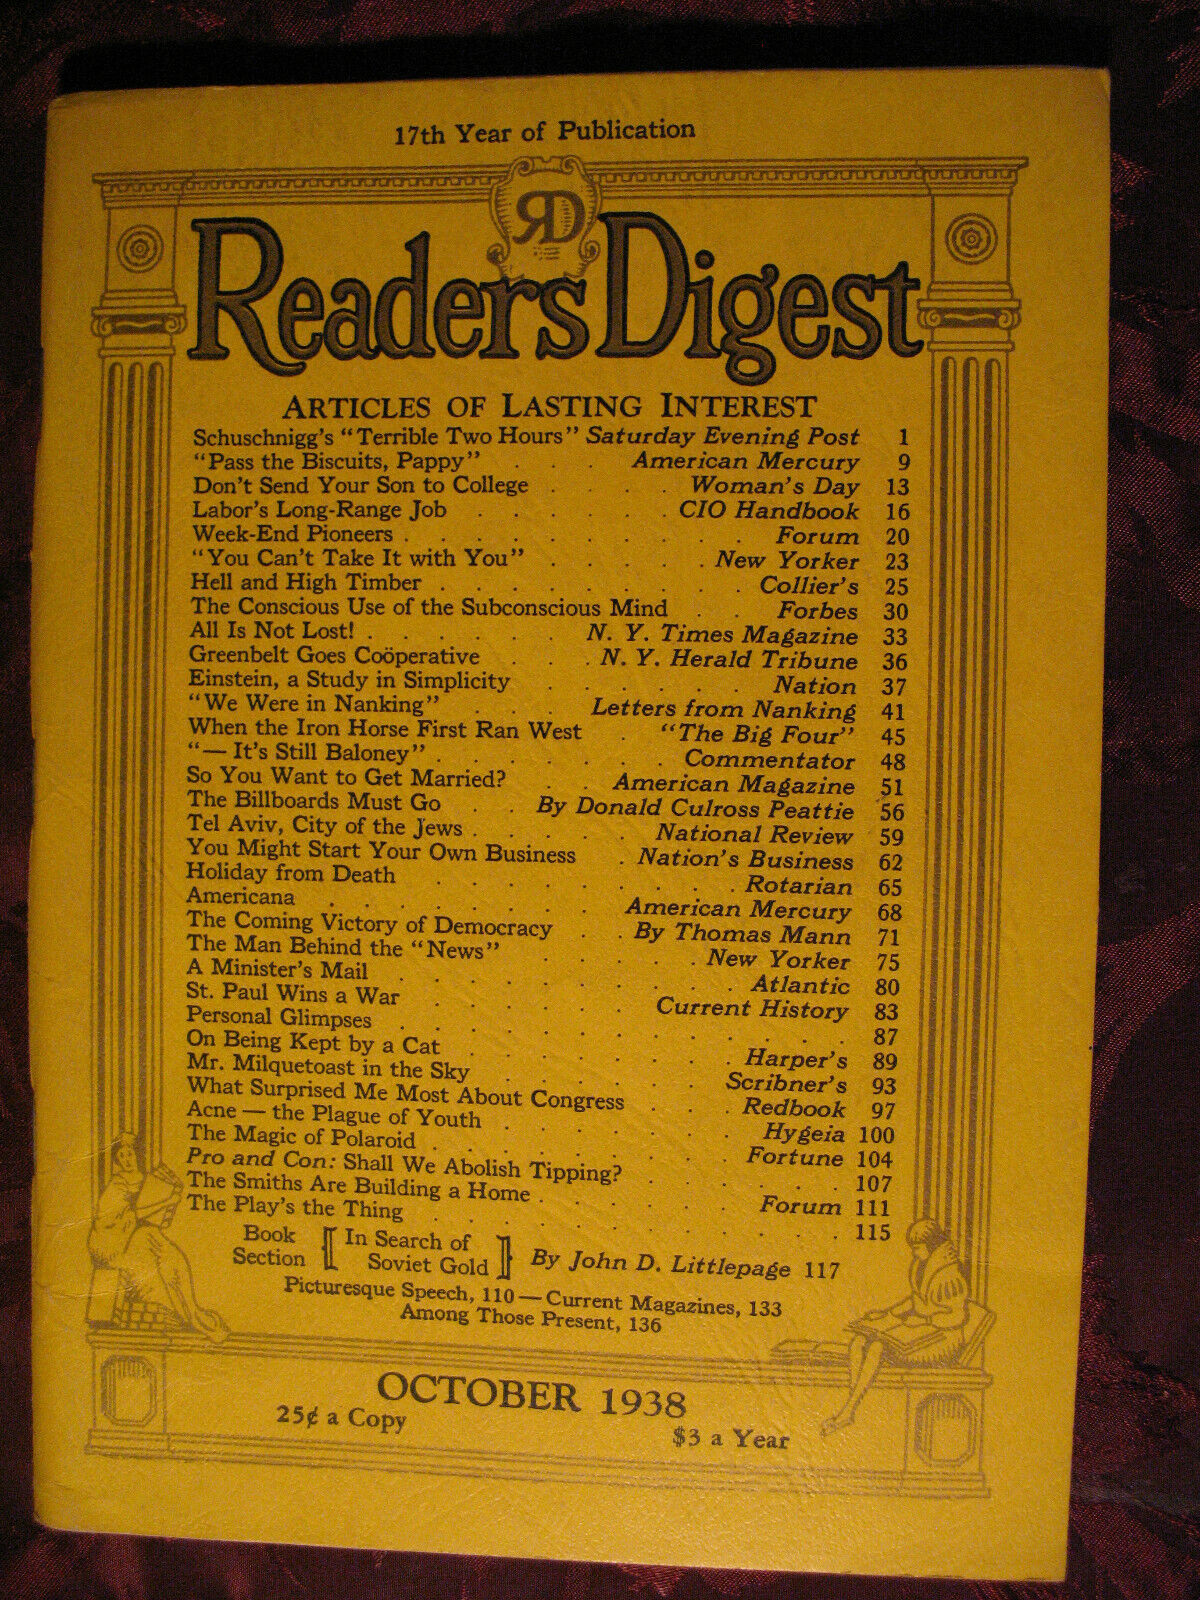 17th Year of Publication
RD
Readers Digest
ARTICLES OF LASTING INTEREST
Schuschnigg's "Terrible Two Hours" Saturday Evening Post 1
"Pass the Biscuits, Pappy" . . . American Mercury 9
Don't Send Your Son to College . . . . Woman's Day 13
Labor's Long-Range Job . . . . . . CIO Handbook 16
Week-End Pioneers . . . . . . . . . . Forum 20
"You Can't Take It with You" . . . . . New Yorker 23
Hell and High Timber . . . . . . . . . Collier's 25
The Conscious Use of the Subconscious Mind . . Forbes 30
All Is Not Lost! . . . . . . N. Y. Times Magazine 33
Greenbelt Goes Coöperative . . . N. Y. Herald Tribune 36
Einstein, a Study in Simplicity . . . . . . Nation 37
"We Were in Nanking" . . . Letters from Nanking 41
When the Iron Horse First Ran West . "The Big Four" 45
"— It's Still Baloney" . . . . . . . Commentator 48
So You Want to Get Married? . . American Magazine 51
The Billboards Must Go . . By Donald Culross Peattie 56
Tel Aviv, City of the Jews . . . . . National Review 59
You Might Start Your Own Business . Nation's Business 62
Holiday from Death . . . . . . . . . Rotarian 65
Americana . . . . . . . . American Mercury 68
The Coming Victory of Democracy . . By Thomas Mann 71
The Man Behind the "News" . . . . . New Yorker 75
A Minister's Mail . . . . . . . . . . Atlantic 80
St. Paul Wins a War . . . . . Current History 83
Personal Glimpses . . . . . . . . . . . . 87
On Being Kept by a Cat . . . . . . . . Harper's 89
Mr. Milquetoast in the Sky . . . . . . Scribner's 93
What Surprised Me Most About Congress . . . Redbook 97
Acne — the Plague of Youth . . . . . . . Hygeia 100
The Magic of Polaroid . . . . . . . . . Fortune 104
Pro and Con: Shall We Abolish Tipping? . . . . . . 107
The Smiths Are Building a Home . . . . . . Forum 111
The Play's the Thing . . . . . . . . . . . 115
Book Section [ In Search of Soviet Gold ] By John D. Littlepage 117
Picturesque Speech, 110 — Current Magazines, 133
Among Those Present, 136
OCTOBER 1938
25¢ a Copy
$3 a Year